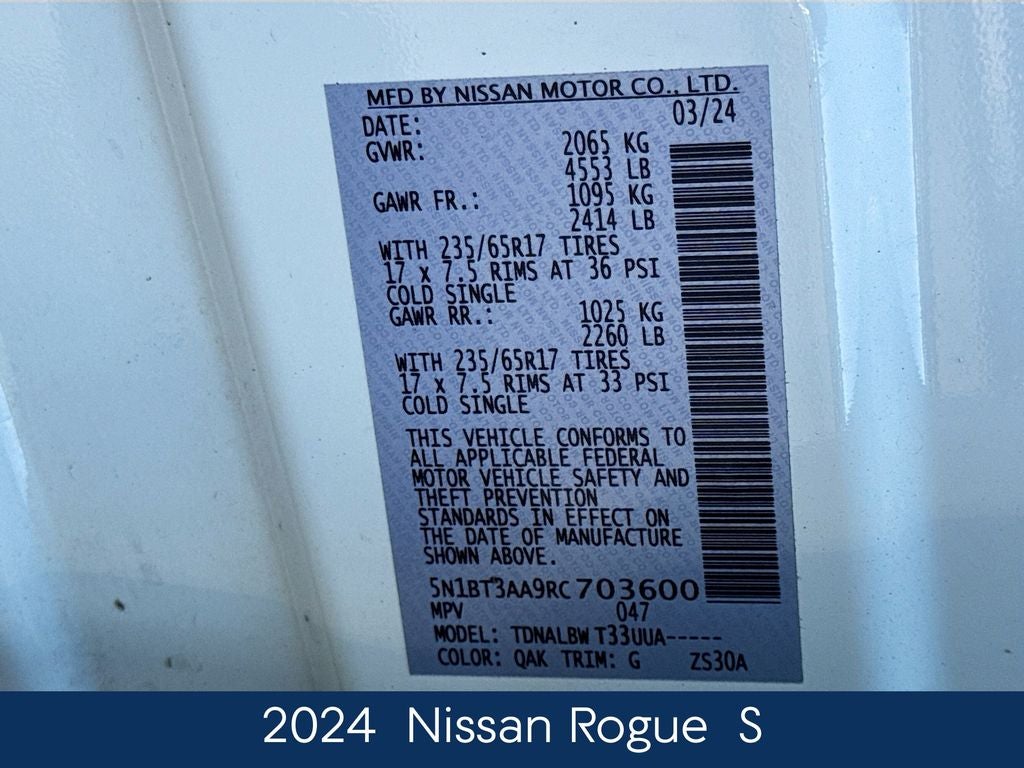 MFD BY NISSAN MOTOR CO., LTD.
DATE: 03/24
GVWR: 2065 KG
4553 LB
GAWR FR.: 1095 KG
2414 LB
WITH 235/65R17 TIRES
17 x 7.5 RIMS AT 36 PSI
COLD SINGLE
GAWR RR.: 1025 KG
2260 LB
WITH 235/65R17 TIRES
17 x 7.5 RIMS AT 33 PSI
COLD SINGLE
THIS VEHICLE CONFORMS TO
ALL APPLICABLE FEDERAL
MOTOR VEHICLE SAFETY AND
THEFT PREVENTION
STANDARDS IN EFFECT ON
THE DATE OF MANUFACTURE
SHOWN ABOVE.
5N1BT3AA9RC703600
MPV 047
MODEL: TDNALBW T33UUA-----
COLOR: QAK TRIM: G ZS30A
2024 Nissan Rogue S